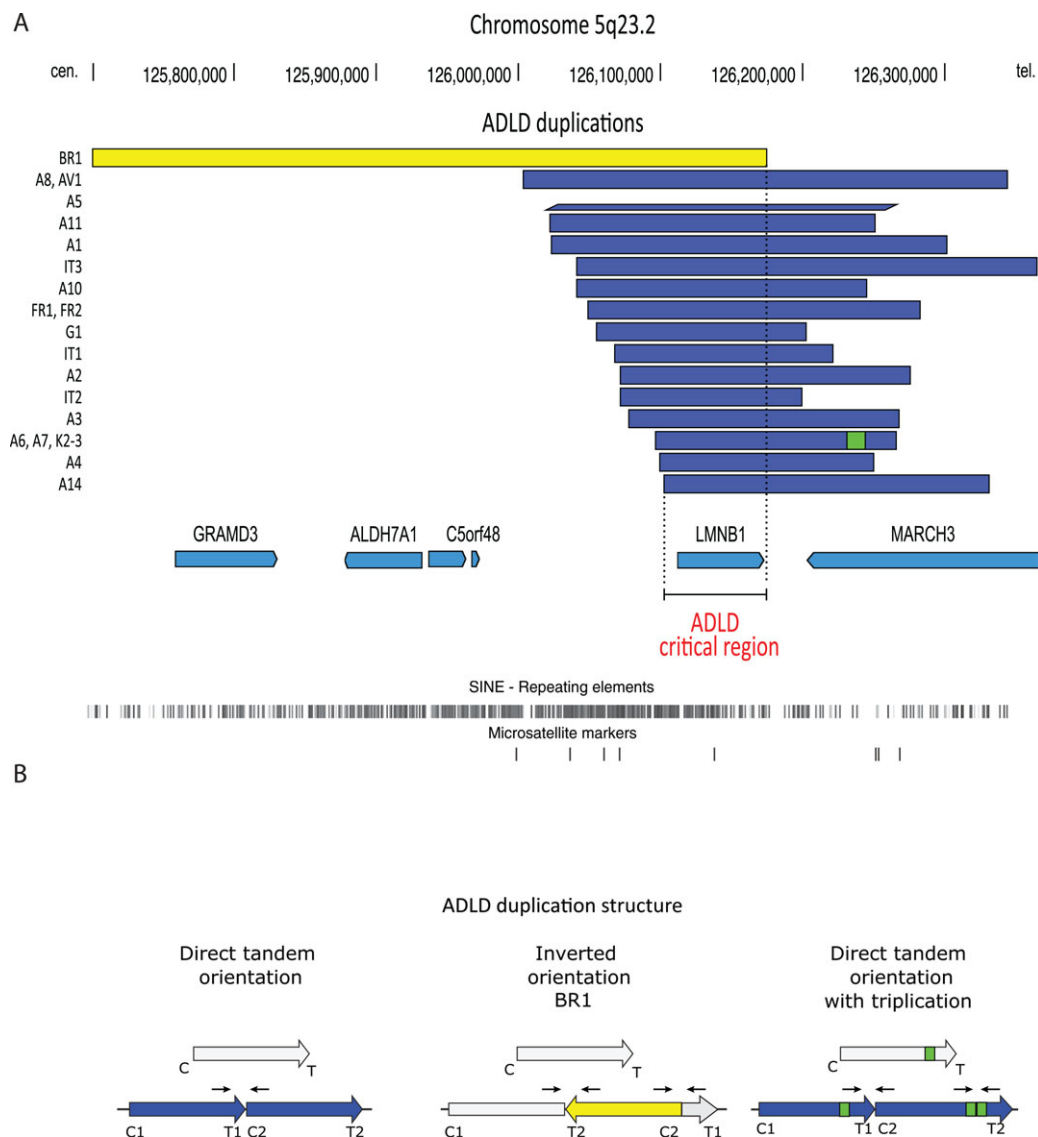 A
Chromosome 5q23.2
cen. 125,800,000 125,900,000 126,000,000 126,100,000 126,200,000 126,300,000 tel.
ADLD duplications
BR1
A8, AV1
A5
A11
A1
IT3
A10
FR1, FR2
G1
IT1
A2
IT2
A3
A6, A7, K2-3
A4
A14
GRAMD3 ALDH7A1 C5orf48 LMNB1 MARCH3
ADLD
critical region
SINE - Repeating elements
Microsatellite markers
B
ADLD duplication structure
Direct tandem
orientation
Inverted
orientation
BR1
Direct tandem
orientation
with triplication
C T C T C T
C1 T1 C2 T2 C1 T2 C2 T1 C1 T1 C2 T2